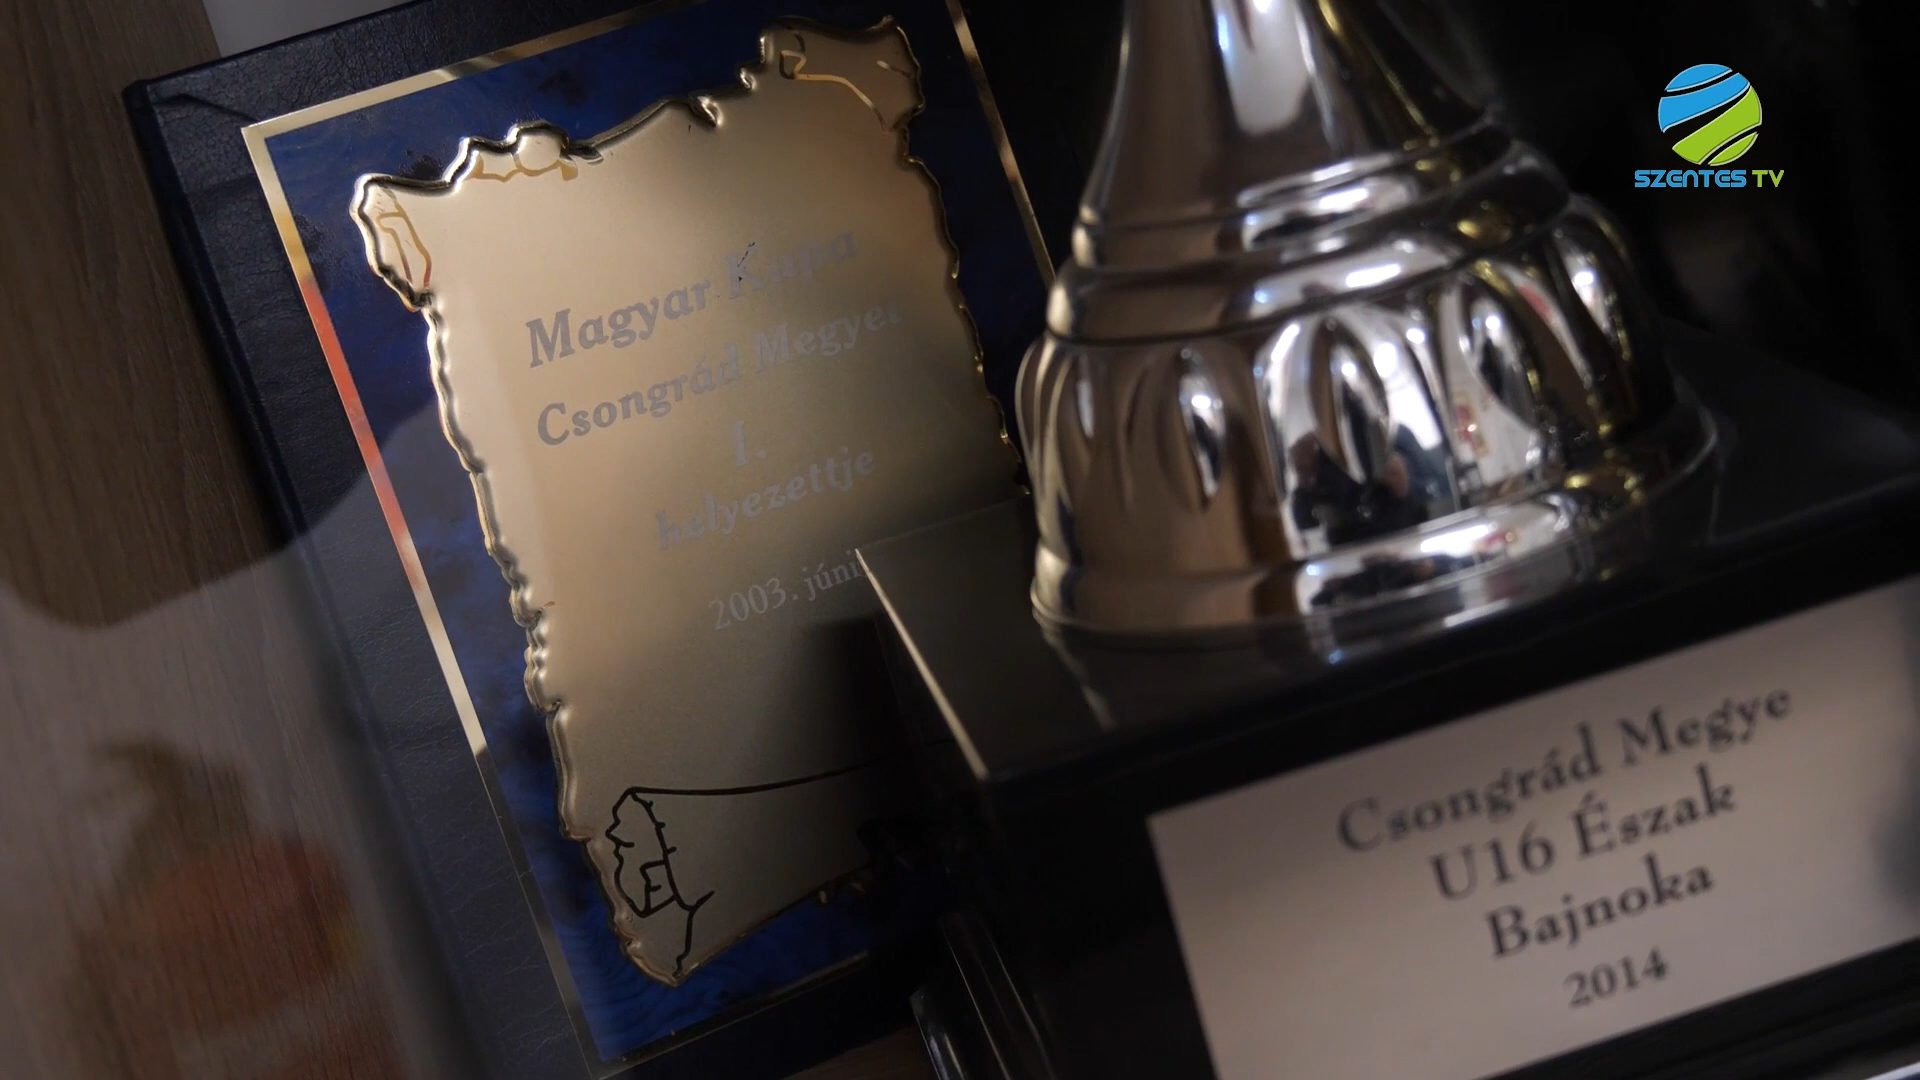 SZENTES TV
Magyar Kupa
Csongrád Megyei
I.
helyezettje
2003. júni
Csongrád Megye
U16 Észak
Bajnoka
2014